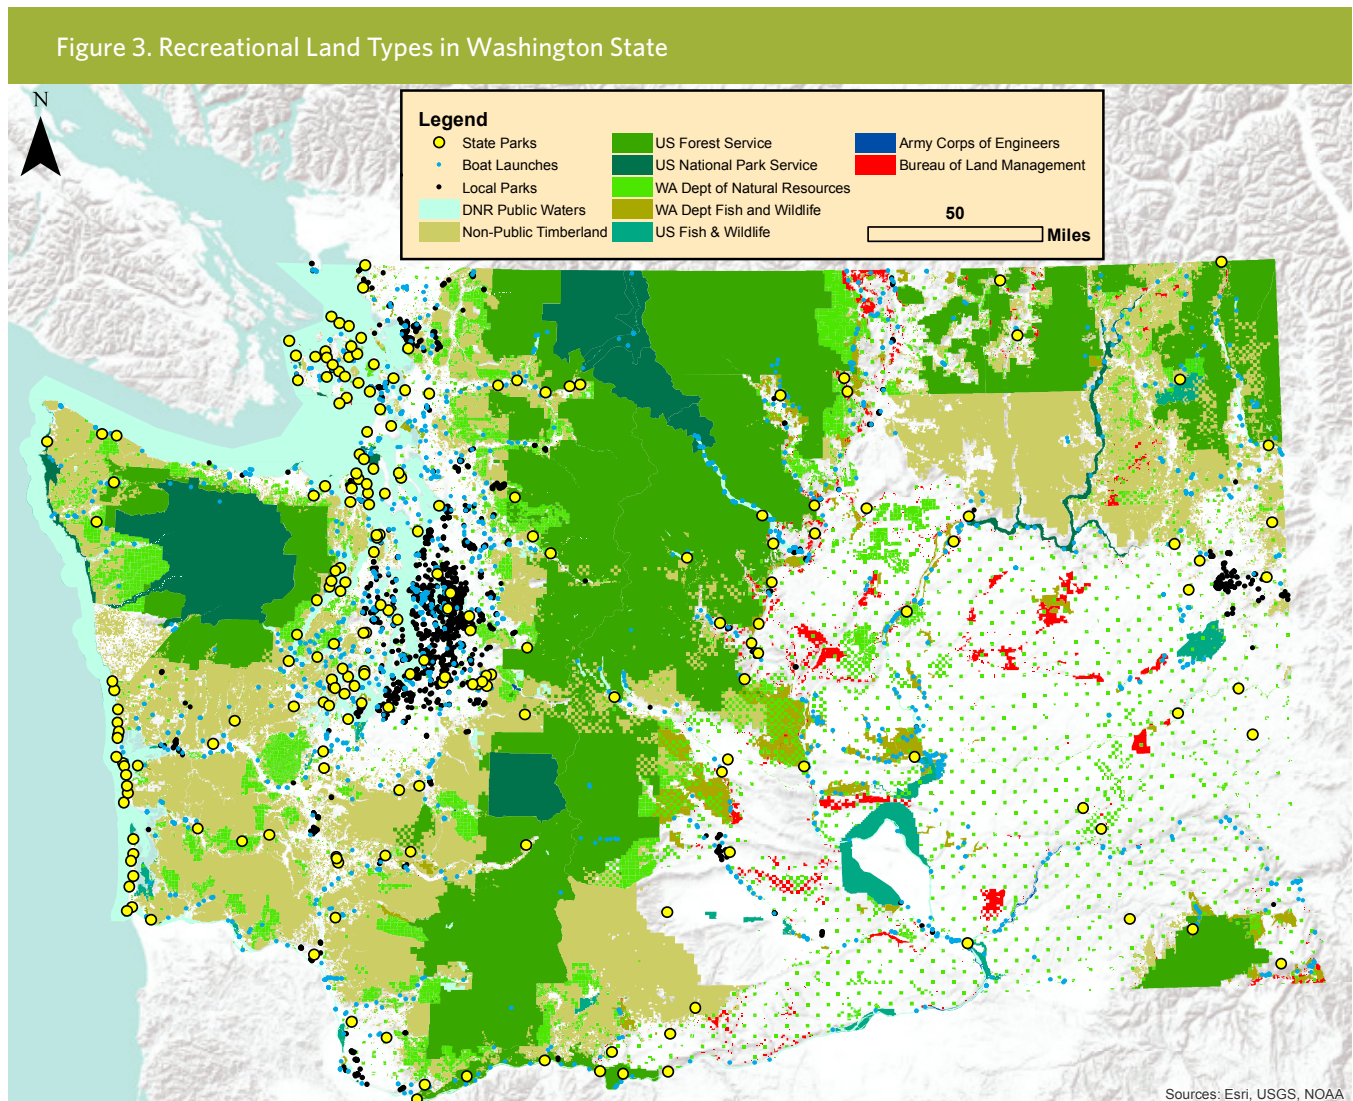 Figure 3. Recreational Land Types in Washington State
N
Legend
State Parks
Boat Launches
Local Parks
DNR Public Waters
Non-Public Timberland
US Forest Service
US National Park Service
WA Dept of Natural Resources
WA Dept Fish and Wildlife
US Fish & Wildlife
Army Corps of Engineers
Bureau of Land Management
50
Miles
Sources: Esri, USGS, NOAA